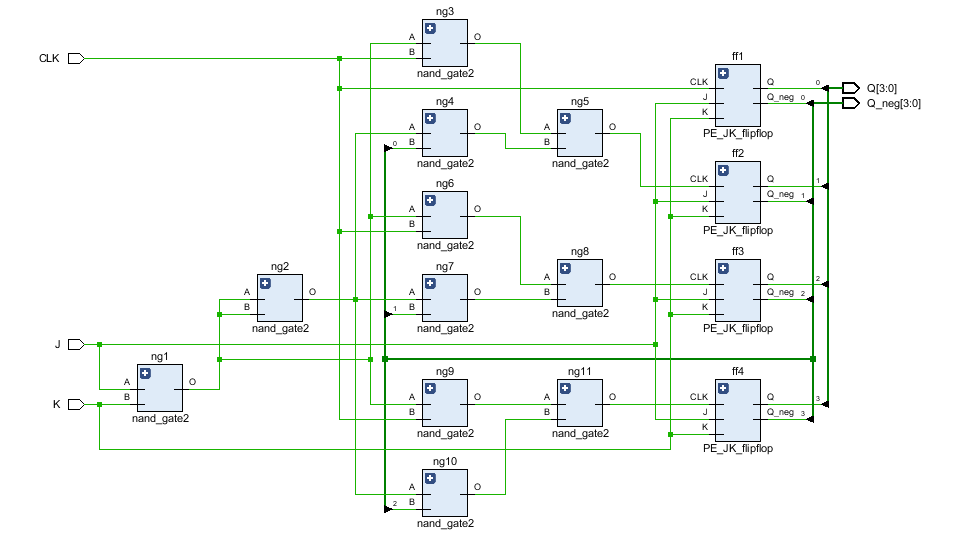 CLK
J
K
ng1
A
B
O
nand_gate2
ng2
A
B
O
nand_gate2
ng3
A
B
O
nand_gate2
ng4
A
B
0
O
nand_gate2
ng5
A
B
O
nand_gate2
ng6
A
B
O
nand_gate2
ng7
A
B
1
O
nand_gate2
ng8
A
B
O
nand_gate2
ng9
A
B
O
nand_gate2
ng10
A
B
2
O
nand_gate2
ng11
A
B
O
nand_gate2
ff1
CLK
J
K
Q
0
Q_neg 0
PE_JK_flipflop
ff2
CLK
J
K
Q
1
Q_neg 1
PE_JK_flipflop
ff3
CLK
J
K
Q
2
Q_neg 2
PE_JK_flipflop
ff4
CLK
J
K
Q
3
Q_neg 3
PE_JK_flipflop
Q[3:0]
Q_neg[3:0]